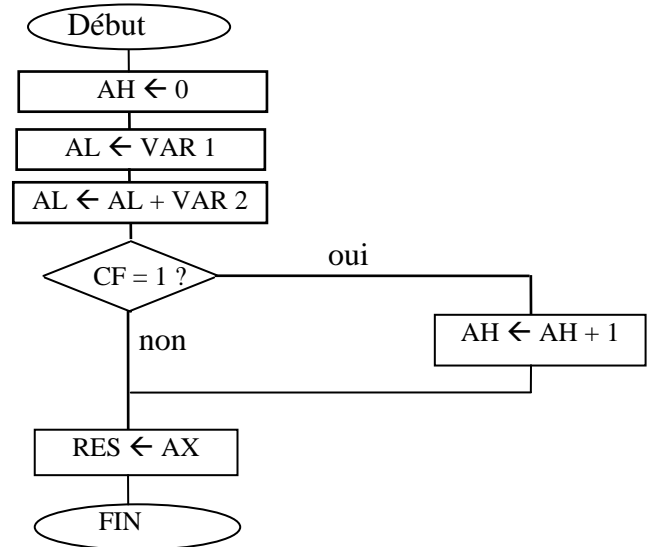 Début
AH ← 0
AL ← VAR 1
AL ← AL + VAR 2
CF = 1 ?
oui
non
AH ← AH + 1
RES ← AX
FIN